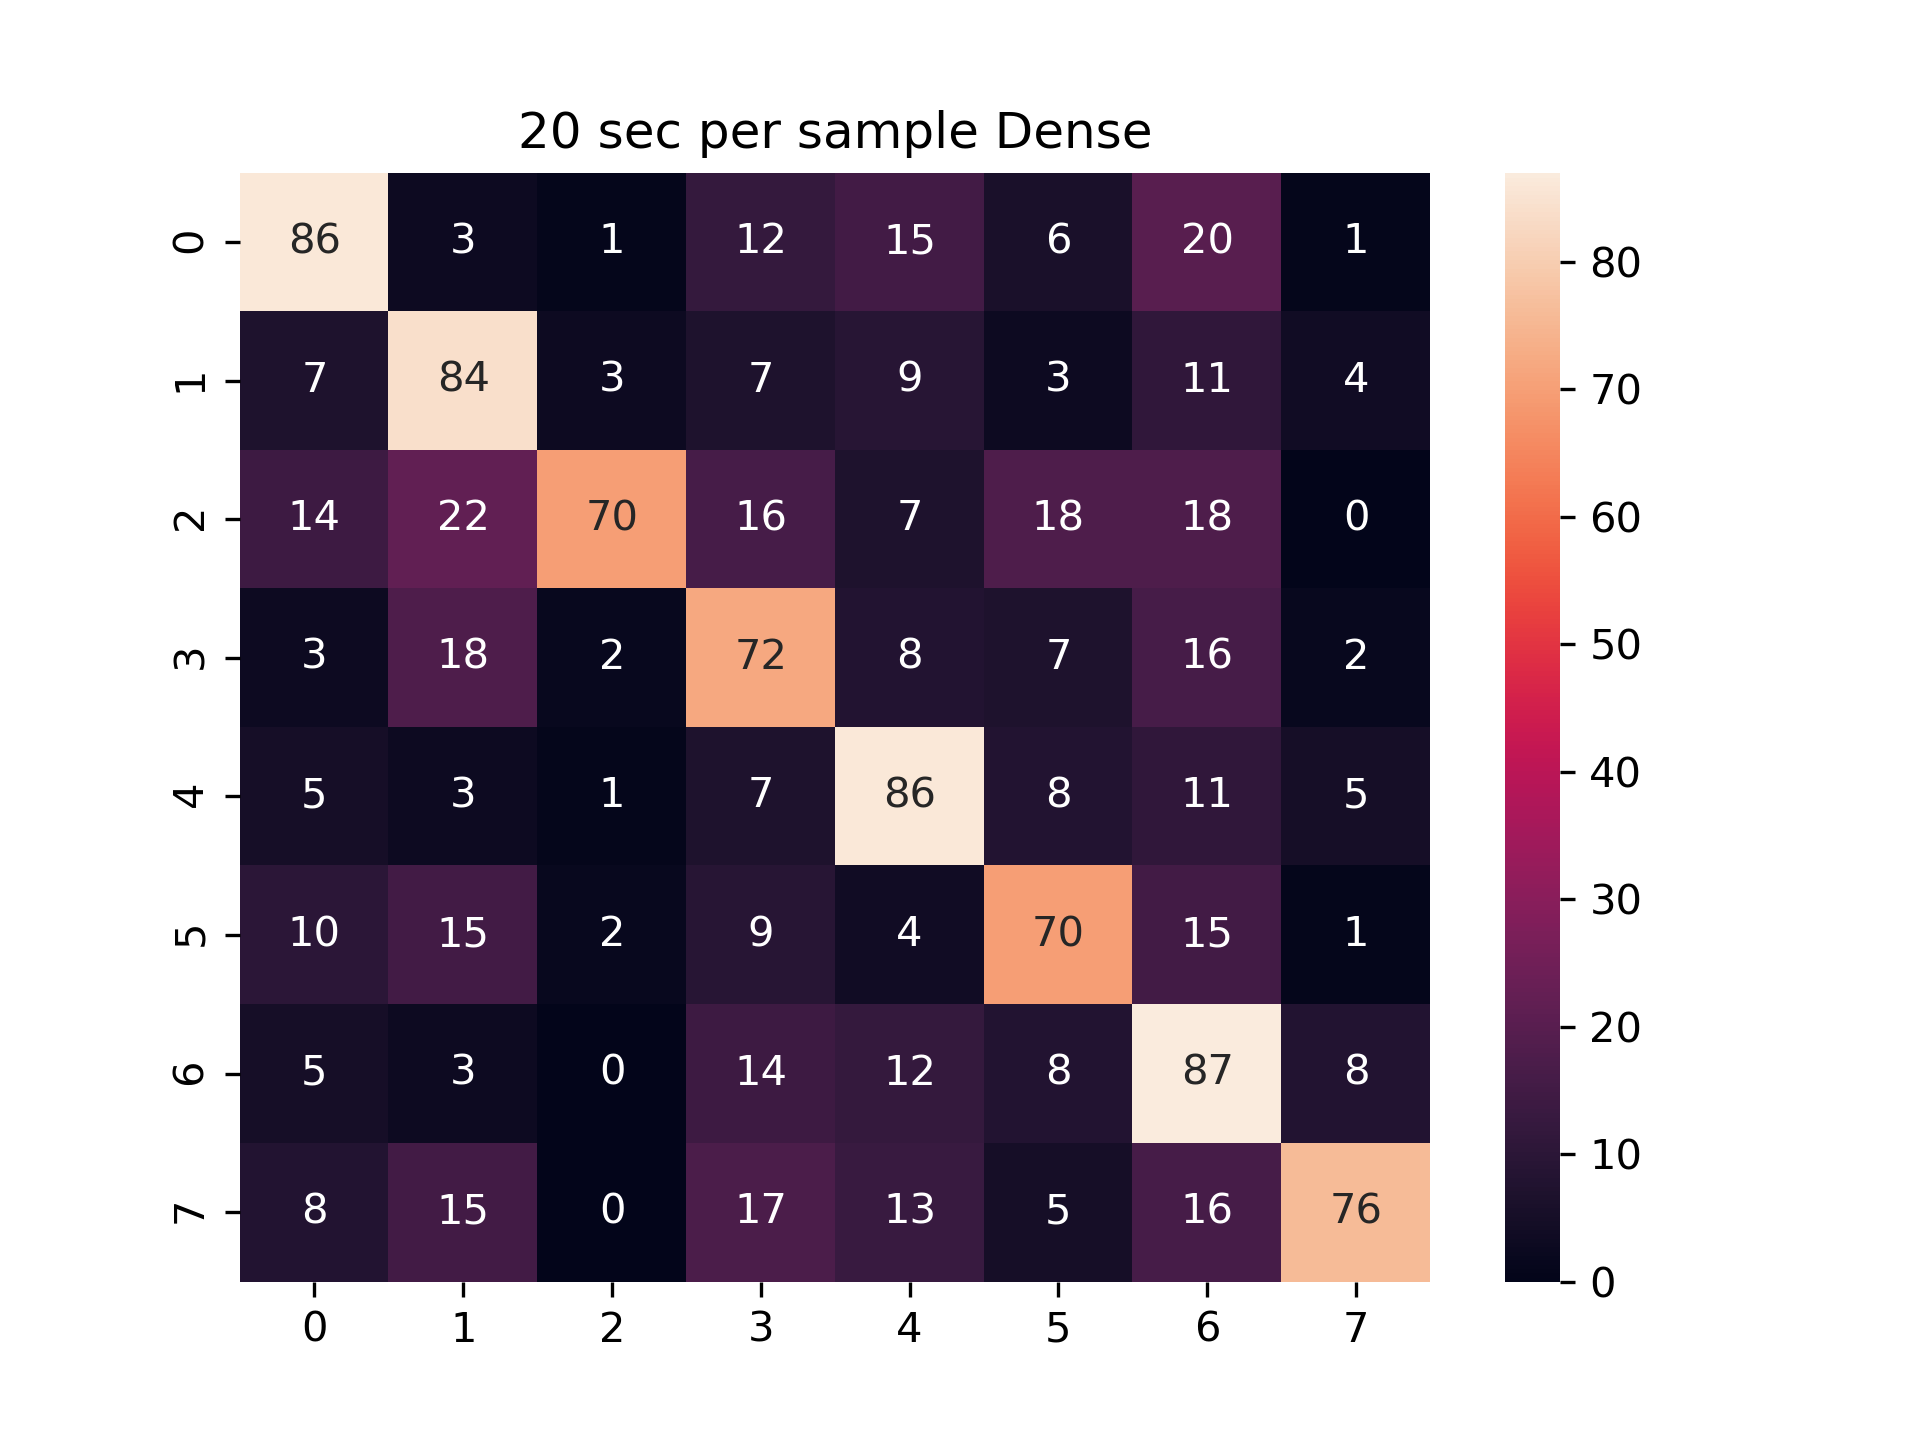 20 sec per sample Dense
0 86 3 1 12 15 6 20 1
1 7 84 3 7 9 3 11 4
2 14 22 70 16 7 18 18 0
3 3 18 2 72 8 7 16 2
4 5 3 1 7 86 8 11 5
5 10 15 2 9 4 70 15 1
6 5 3 0 14 12 8 87 8
7 8 15 0 17 13 5 16 76
0 1 2 3 4 5 6 7
80
70
60
50
40
30
20
10
0